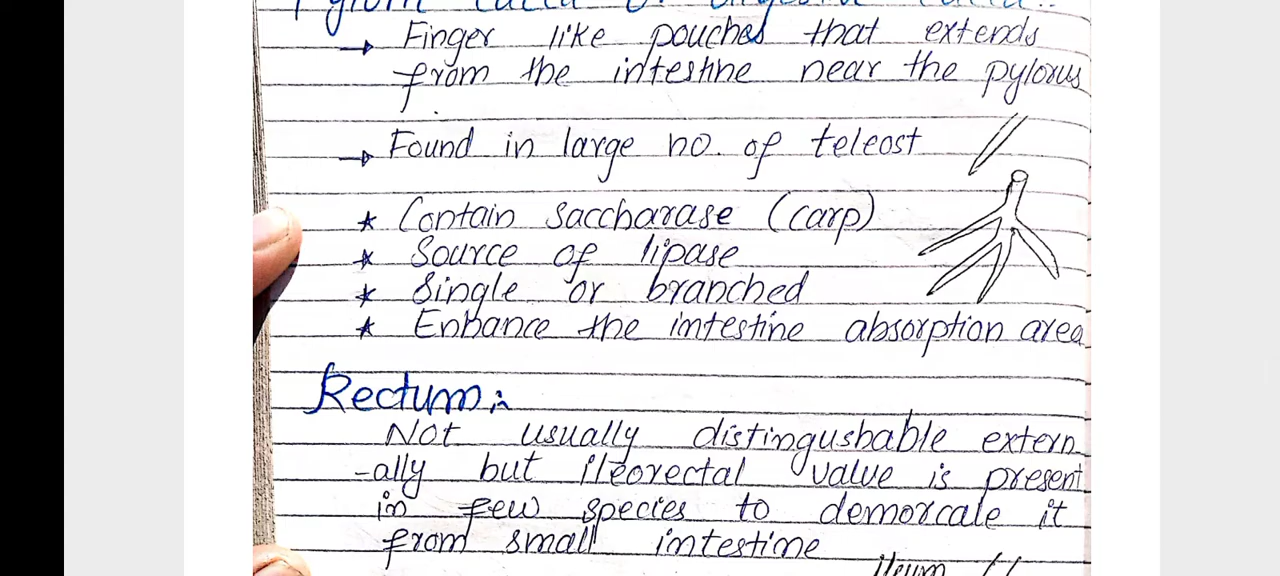 → Finger like pouches that extends
from the intestine near the pylorus
→ Found in large no. of teleost
* Contain saccharase (carp)
* Source of lipase
* Single or branched
* Enhance the intestine absorption area
Rectum:
Not usually distingushable extern
-ally but ileorectal value is present
in few species to demorcale it
from small intestine
ileum